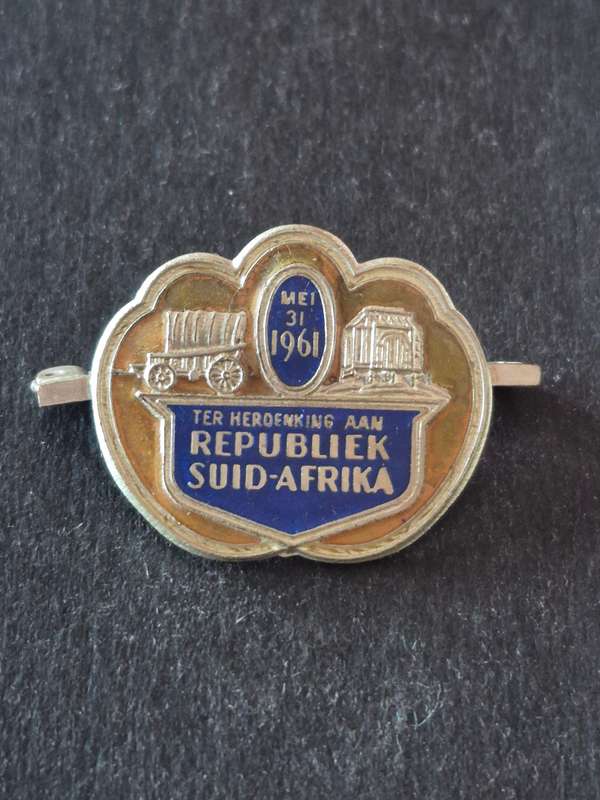 MEI
31
1961
TER HERDENKING AAN
REPUBLIEK
SUID-AFRIKA